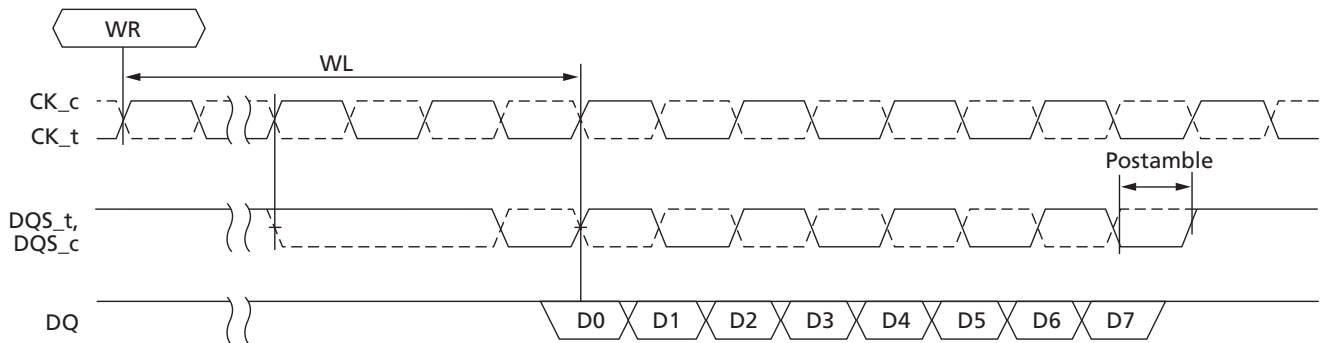 WR
WL
CK_c
CK_t
Postamble
DQS_t,
DQS_c
DQ
D0 D1 D2 D3 D4 D5 D6 D7